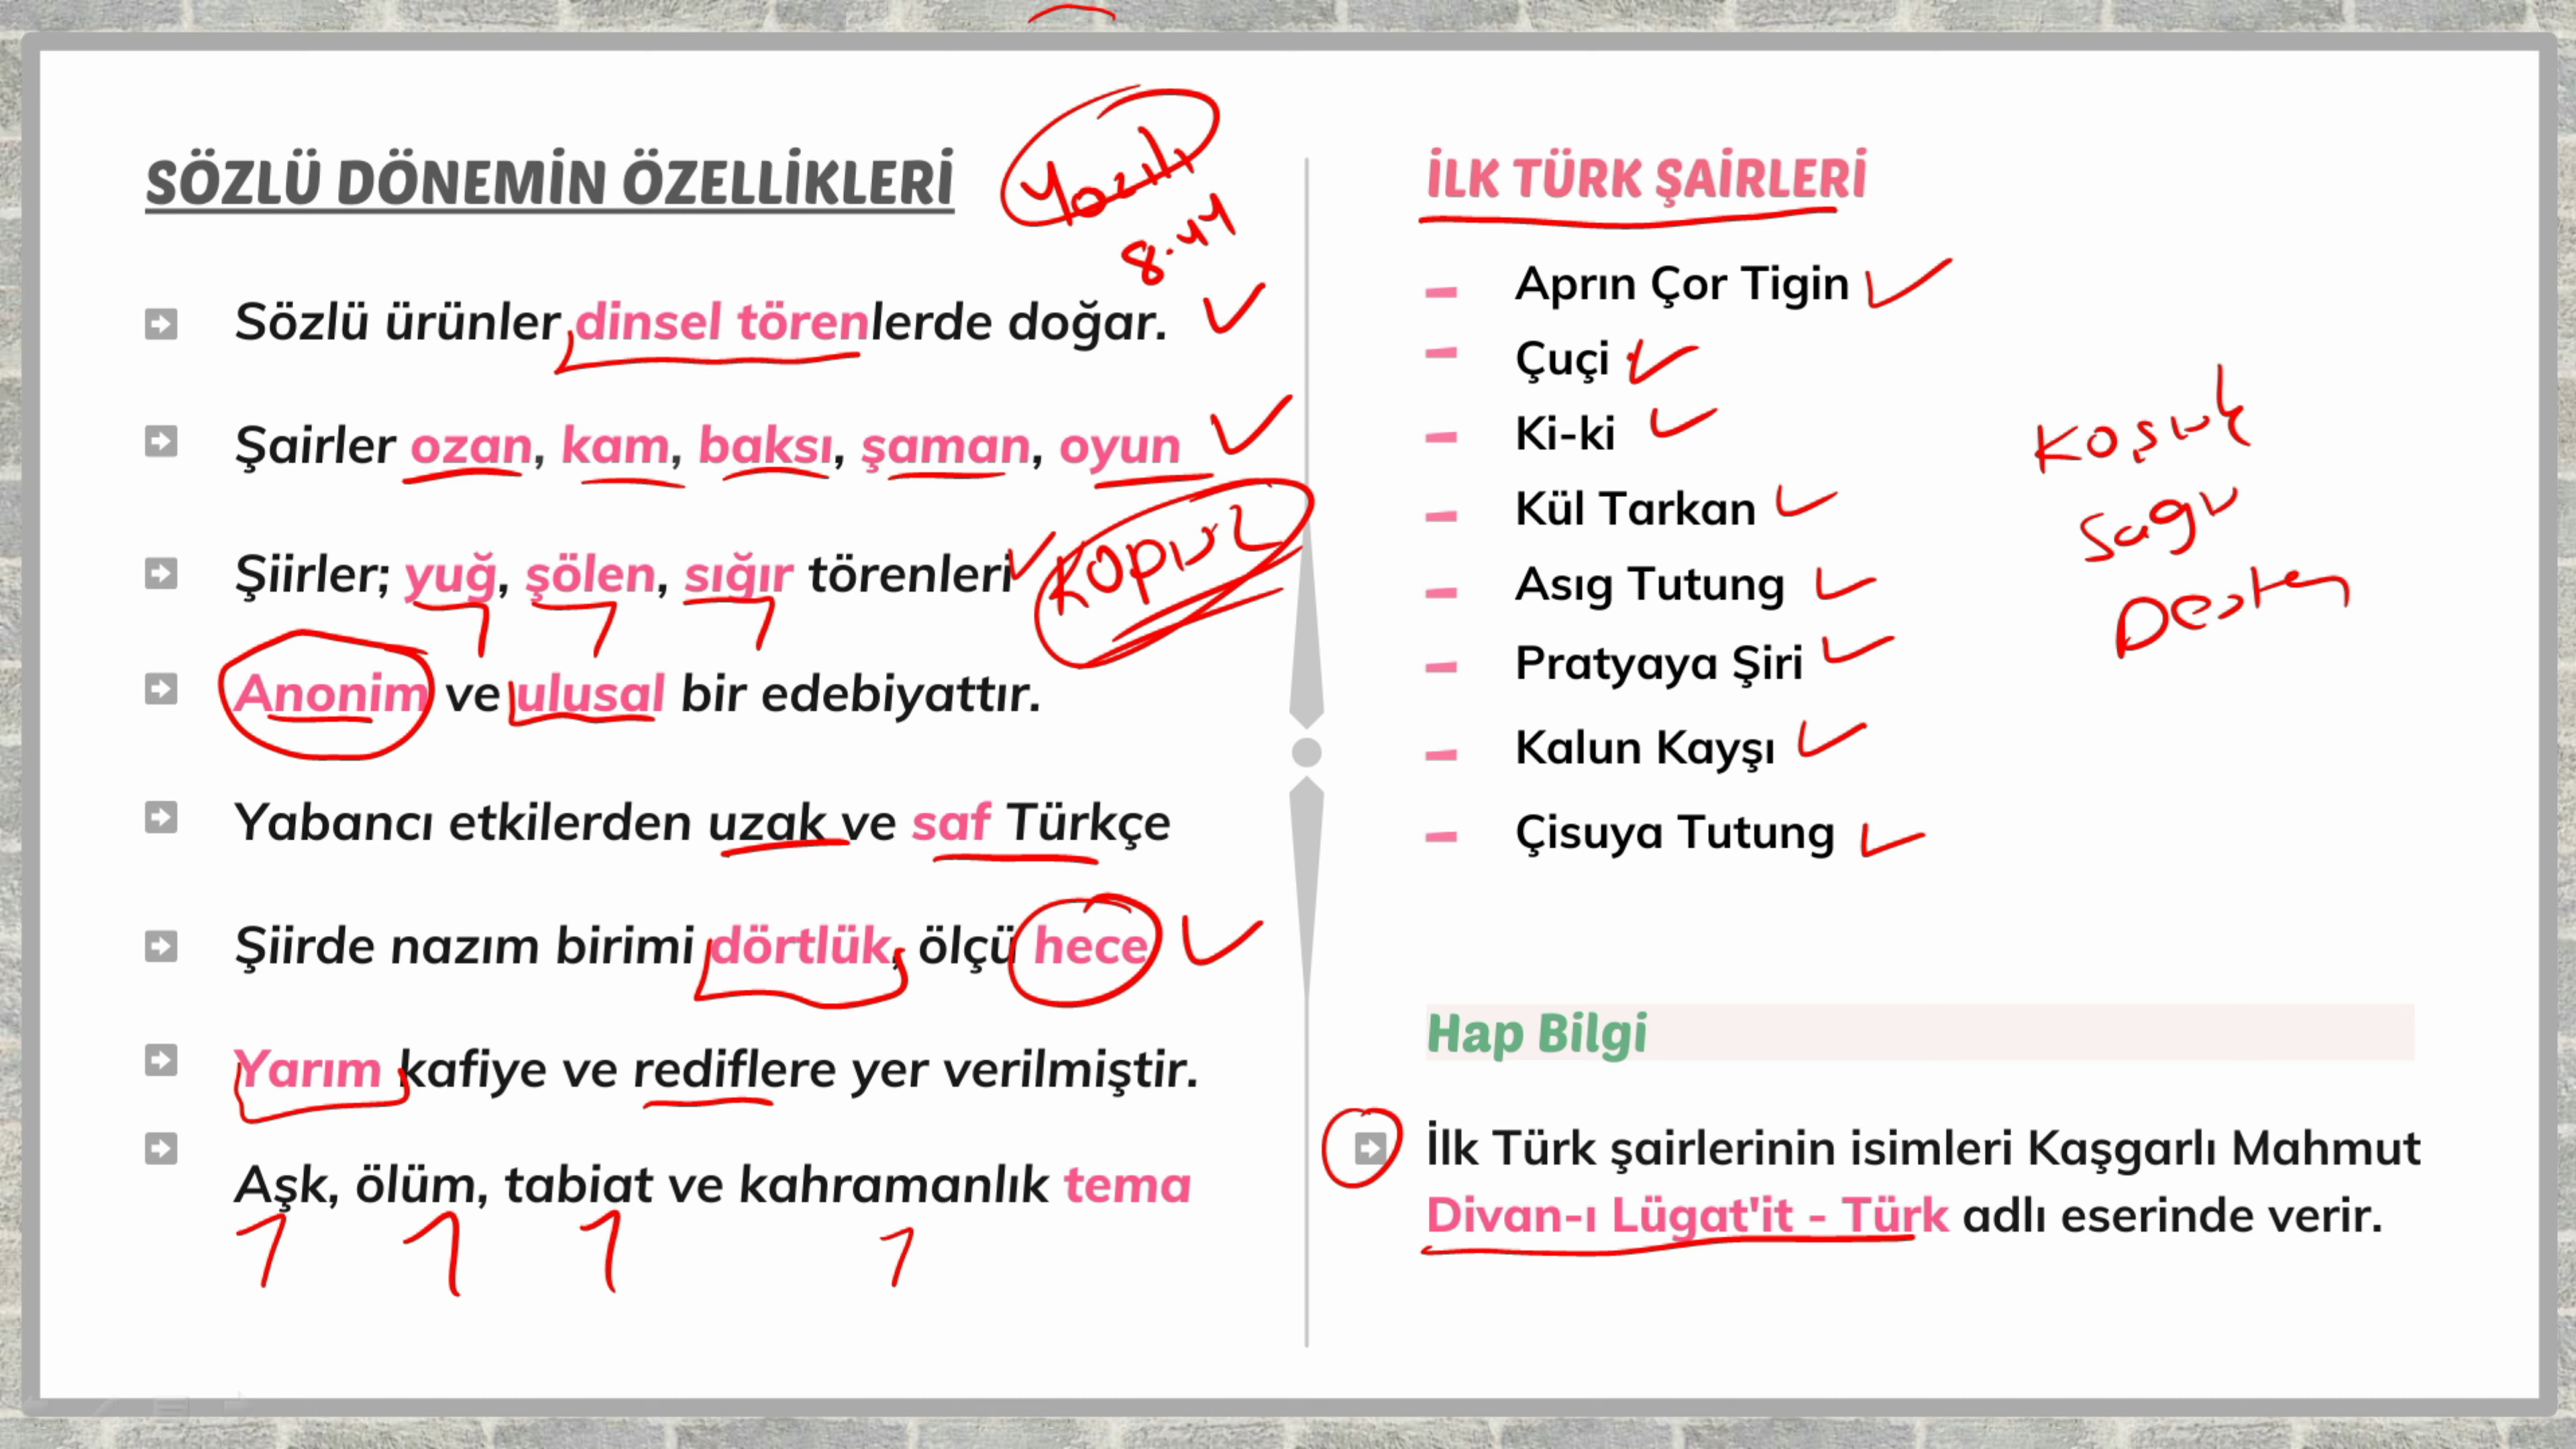 SÖZLÜ DÖNEMİN ÖZELLİKLERİ
Yazılı
8.yy
Sözlü ürünler dinsel törenlerde doğar.
Şairler ozan, kam, baksı, şaman, oyun
Şiirler; yuğ, şölen, sığır törenleri
KOPUZ
Anonim ve ulusal bir edebiyattır.
Yabancı etkilerden uzak ve saf Türkçe
Şiirde nazım birimi dörtlük, ölçü hece
Yarım kafiye ve rediflere yer verilmiştir.
Aşk, ölüm, tabiat ve kahramanlık tema
İLK TÜRK ŞAİRLERİ
Aprın Çor Tigin
Çuçi
Ki-ki
Kül Tarkan
Asıg Tutung
Pratyaya Şiri
Kalun Kayşı
Çisuya Tutung
Koşuk
Sagu
Destan
Hap Bilgi
İlk Türk şairlerinin isimleri Kaşgarlı Mahmut
Divan-ı Lügat'it - Türk adlı eserinde verir.